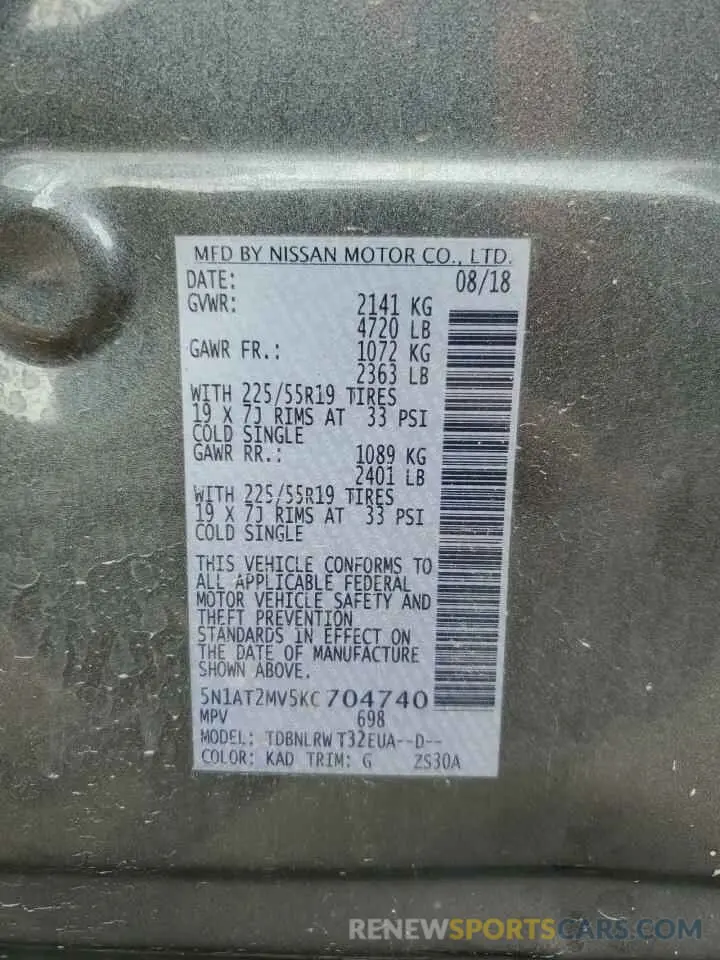 MFD BY NISSAN MOTOR CO., LTD.
DATE: 08/18
GVWR: 2141 KG
4720 LB
GAWR FR.: 1072 KG
2363 LB
WITH 225/55R19 TIRES
19 X 7J RIMS AT 33 PSI
COLD SINGLE
GAWR RR.: 1089 KG
2401 LB
WITH 225/55R19 TIRES
19 X 7J RIMS AT 33 PSI
COLD SINGLE
THIS VEHICLE CONFORMS TO
ALL APPLICABLE FEDERAL
MOTOR VEHICLE SAFETY AND
THEFT PREVENTION
STANDARDS IN EFFECT ON
THE DATE OF MANUFACTURE
SHOWN ABOVE.
5N1AT2MV5KC704740
MPV 698
MODEL: TDBNLRW T32EUA--D--
COLOR: KAD TRIM: G ZS30A
RENEWSPORTSCARS.COM